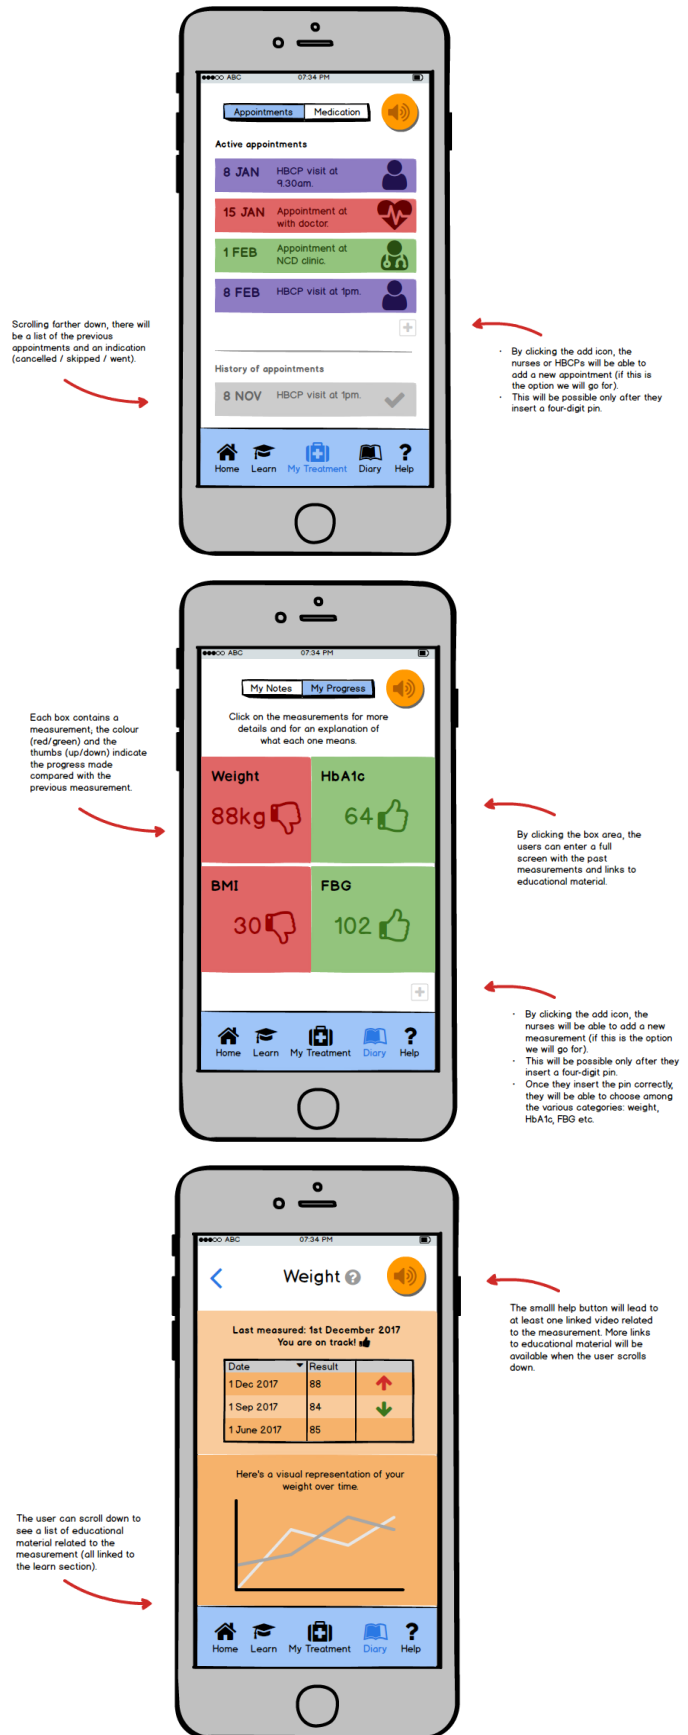 ●●●○○ ABC 07:34 PM
Appointments Medication
Active appointments
8 JAN HBCP visit at
9.30am.
15 JAN Appointment at
with doctor.
1 FEB Appointment at
NCD clinic.
8 FEB HBCP visit at 1pm.
History of appointments
8 NOV HBCP visit at 1pm.
Home Learn My Treatment Diary Help
Scrolling farther down, there will
be a list of the previous
appointments and an indication
(cancelled / skipped / went).
· By clicking the add icon, the
nurses or HBCPs will be able to
add a new appointment (if this is
the option we will go for).
· This will be possible only after they
insert a four-digit pin.
●●●○○ ABC 07:34 PM
My Notes My Progress
Click on the measurements for more
details and for an explanation of
what each one means.
Weight HbA1c
88kg 64
BMI FBG
30 102
Home Learn My Treatment Diary Help
Each box contains a
measurement; the colour
(red/green) and the
thumbs (up/down) indicate
the progress made
compared with the
previous measurement.
By clicking the box area, the
users can enter a full
screen with the past
measurements and links to
educational material.
· By clicking the add icon, the
nurses will be able to add a new
measurement (if this is the option
we will go for).
· This will be possible only after they
insert a four-digit pin.
· Once they insert the pin correctly,
they will be able to choose among
the various categories: weight,
HbA1c, FBG etc.
●●●○○ ABC 07:34 PM
Weight ?
Last measured: 1st December 2017
You are on track!
Date Result
1 Dec 2017 88
1 Sep 2017 84
1 June 2017 85
Here's a visual representation of your
weight over time.
Home Learn My Treatment Diary Help
The smalll help button will lead to
at least one linked video related
to the measurement. More links
to educational material will be
available when the user scrolls
down.
The user can scroll down to
see a list of educational
material related to the
measurement (all linked to
the learn section).